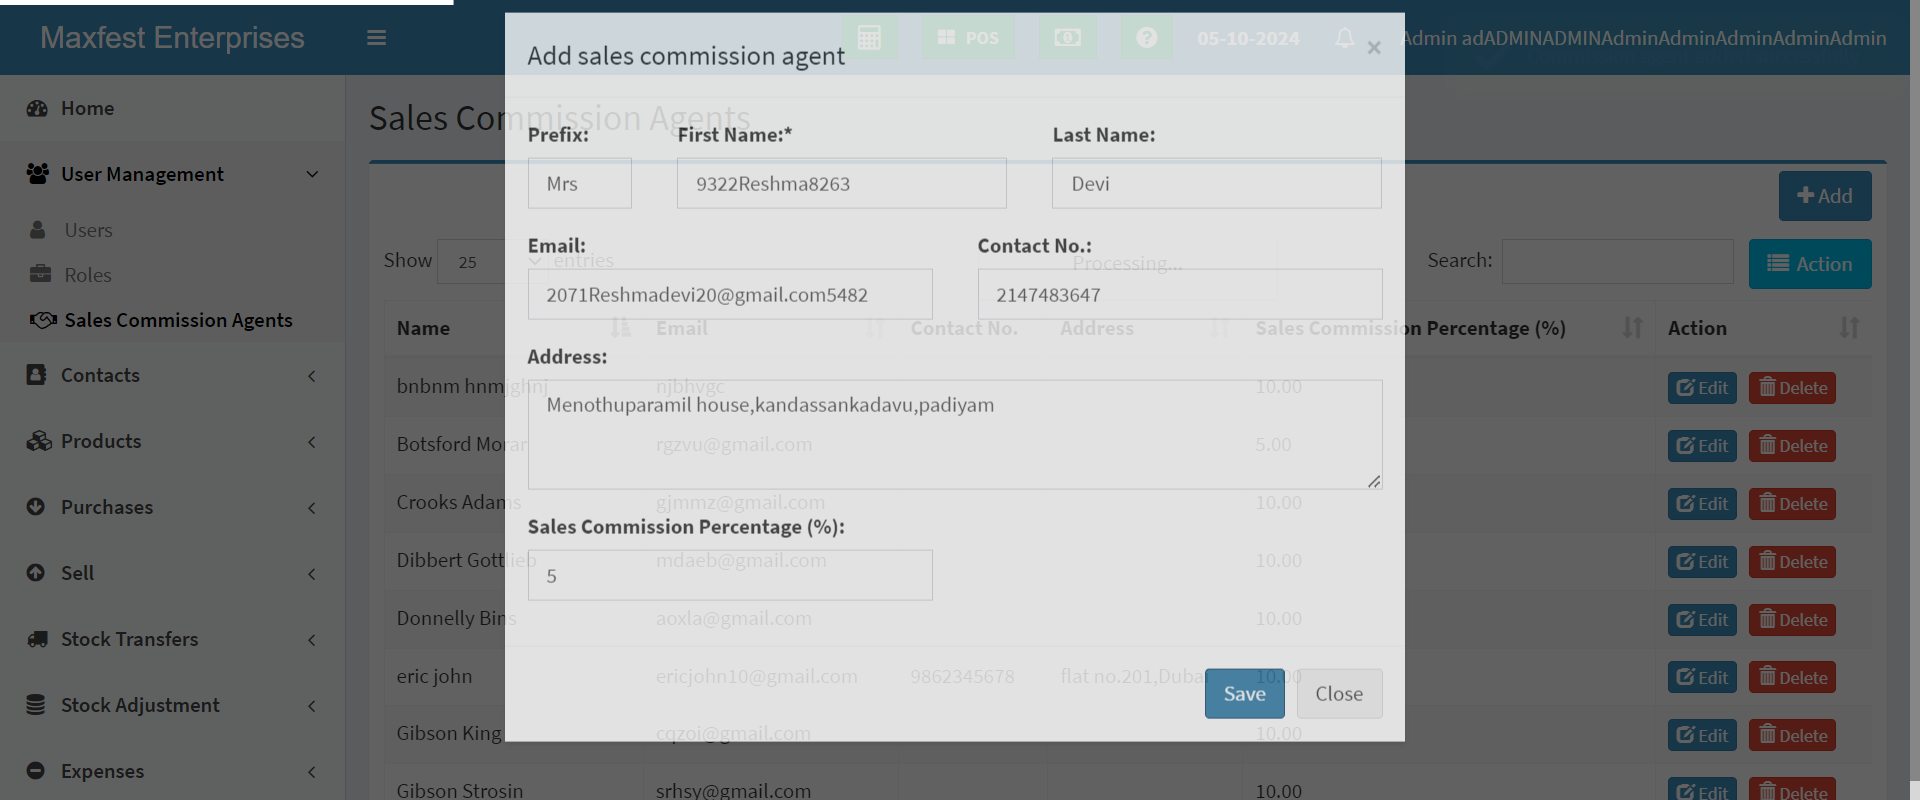 Maxfest Enterprises
POS
05-10-2024
Admin adADMINADMINAdminAdminAdminAdminAdmin
Add sales commission agent
×
Home
User Management
Users
Roles
Sales Commission Agents
Contacts
Products
Purchases
Sell
Stock Transfers
Stock Adjustment
Expenses
Sales Commission Agents
Prefix: First Name:* Last Name:
Mrs 9322Reshma8263 Devi
Add
Email: Contact No.:
Show 25 entries
Processing...
Search:
Action
2071Reshmadevi20@gmail.com5482 2147483647
Name Email Contact No. Address Sales Commission Percentage (%) Action
Address:
Menothuparamil house,kandassankadavu,padiyam
Sales Commission Percentage (%):
5
bnbnm hnmjghnj njbhvgc 10.00 Edit Delete
Botsford Morar rgzvu@gmail.com 5.00 Edit Delete
Crooks Adams gjmmz@gmail.com 10.00 Edit Delete
Dibbert Gottlieb mdaeb@gmail.com 10.00 Edit Delete
Donnelly Bins aoxla@gmail.com 10.00 Edit Delete
eric john ericjohn10@gmail.com 9862345678 flat no.201,Dubai 10.00 Edit Delete
Save Close
Gibson King cqzoi@gmail.com 10.00 Edit Delete
Gibson Strosin srhsy@gmail.com 10.00 Edit Delete